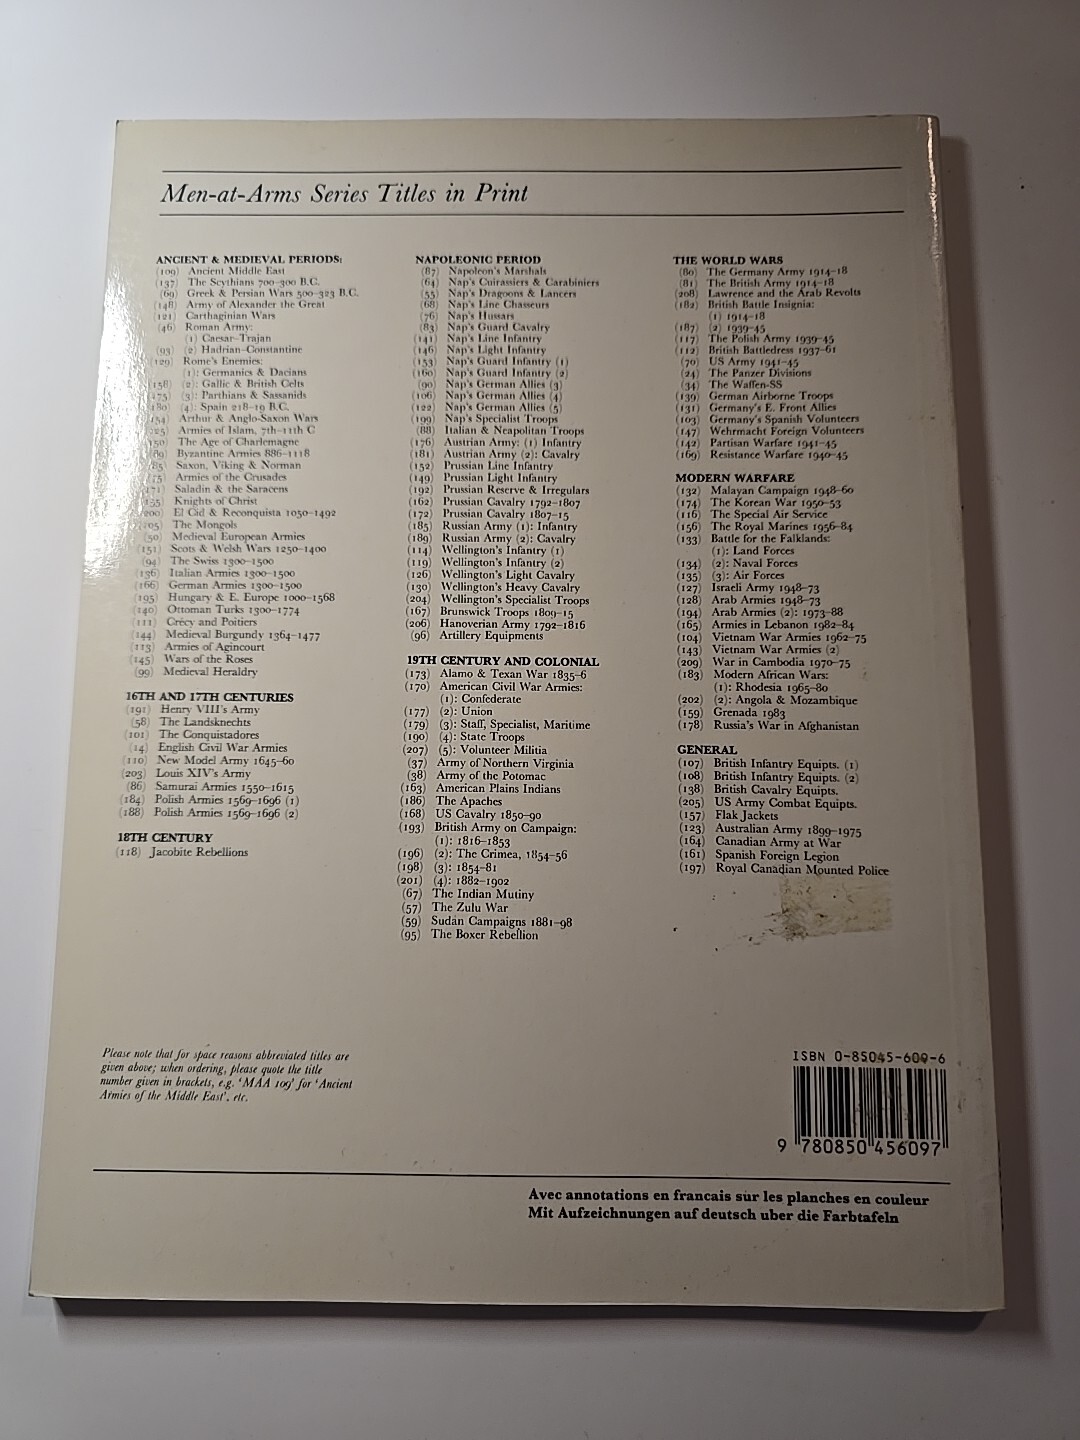 Men-at-Arms Series Titles in Print
ANCIENT & MEDIEVAL PERIODS:
(109) Ancient Middle East
(137) The Scythians 700–300 B.C.
(69) Greek & Persian Wars 500–323 B.C.
(148) Army of Alexander the Great
(121) Carthaginian Wars
(46) Roman Army:
(1) Caesar–Trajan
(93) (2) Hadrian–Constantine
(129) Rome's Enemies:
(1): Germanics & Dacians
(158) (2): Gallic & British Celts
(175) (3): Parthians & Sassanids
(180) (4): Spain 218–19 B.C.
(154) Arthur & Anglo-Saxon Wars
Armies of Islam, 7th–11th C
(150) The Age of Charlemagne
(89) Byzantine Armies 886–1118
(85) Saxon, Viking & Norman
(75) Armies of the Crusades
(171) Saladin & the Saracens
(155) Knights of Christ
(200) El Cid & Reconquista 1050–1492
(105) The Mongols
(50) Medieval European Armies
(151) Scots & Welsh Wars 1250–1400
(94) The Swiss 1300–1500
(136) Italian Armies 1300–1500
(166) German Armies 1300–1500
(195) Hungary & E. Europe 1000–1568
(140) Ottoman Turks 1300–1774
(111) Crécy and Poitiers
(144) Medieval Burgundy 1364–1477
(113) Armies of Agincourt
(145) Wars of the Roses
(99) Medieval Heraldry
16TH AND 17TH CENTURIES
(191) Henry VIII's Army
(58) The Landsknechts
(101) The Conquistadores
(14) English Civil War Armies
(110) New Model Army 1645–60
(203) Louis XIV's Army
(86) Samurai Armies 1550–1615
(184) Polish Armies 1569–1696 (1)
(188) Polish Armies 1569–1696 (2)
18TH CENTURY
(118) Jacobite Rebellions
NAPOLEONIC PERIOD
(87) Napoleon's Marshals
(64) Nap's Cuirassiers & Carabiniers
(55) Nap's Dragoons & Lancers
(68) Nap's Line Chasseurs
(76) Nap's Hussars
(83) Nap's Guard Cavalry
(141) Nap's Line Infantry
(146) Nap's Light Infantry
(153) Nap's Guard Infantry (1)
(160) Nap's Guard Infantry (2)
(90) Nap's German Allies (3)
(106) Nap's German Allies (4)
(122) Nap's German Allies (5)
(199) Nap's Specialist Troops
(88) Italian & Neapolitan Troops
(176) Austrian Army: (1) Infantry
(181) Austrian Army (2): Cavalry
(152) Prussian Line Infantry
(149) Prussian Light Infantry
(192) Prussian Reserve & Irregulars
(162) Prussian Cavalry 1792–1807
(172) Prussian Cavalry 1807–15
(185) Russian Army (1): Infantry
(189) Russian Army (2): Cavalry
(114) Wellington's Infantry (1)
(119) Wellington's Infantry (2)
(126) Wellington's Light Cavalry
(130) Wellington's Heavy Cavalry
(204) Wellington's Specialist Troops
(167) Brunswick Troops 1809–15
(206) Hanoverian Army 1792–1816
(96) Artillery Equipments
19TH CENTURY AND COLONIAL
(173) Alamo & Texan War 1835–6
(170) American Civil War Armies:
(1): Confederate
(177) (2): Union
(179) (3): Staff, Specialist, Maritime
(190) (4): State Troops
(207) (5): Volunteer Militia
(37) Army of Northern Virginia
(38) Army of the Potomac
(163) American Plains Indians
(186) The Apaches
(168) US Cavalry 1850–90
(193) British Army on Campaign:
(1): 1816–1853
(196) (2): The Crimea, 1854–56
(198) (3): 1854–81
(201) (4): 1882–1902
(67) The Indian Mutiny
(57) The Zulu War
(59) Sudan Campaigns 1881–98
(95) The Boxer Rebellion
THE WORLD WARS
(80) The Germany Army 1914–18
(81) The British Army 1914–18
(208) Lawrence and the Arab Revolts
(182) British Battle Insignia:
(1) 1914–18
(187) (2) 1939–45
(117) The Polish Army 1939–45
(112) British Battledress 1937–61
(70) US Army 1941–45
(24) The Panzer Divisions
(34) The Waffen-SS
(139) German Airborne Troops
(131) Germany's E. Front Allies
(103) Germany's Spanish Volunteers
(147) Wehrmacht Foreign Volunteers
(142) Partisan Warfare 1941–45
(169) Resistance Warfare 1940–45
MODERN WARFARE
(132) Malayan Campaign 1948–60
(174) The Korean War 1950–53
(116) The Special Air Service
(156) The Royal Marines 1956–84
(133) Battle for the Falklands:
(1): Land Forces
(134) (2): Naval Forces
(135) (3): Air Forces
(127) Israeli Army 1948–73
(128) Arab Armies 1948–73
(194) Arab Armies (2): 1973–88
(165) Armies in Lebanon 1982–84
(104) Vietnam War Armies 1962–75
(143) Vietnam War Armies (2)
(209) War in Cambodia 1970–75
(183) Modern African Wars:
(1): Rhodesia 1965–80
(202) (2): Angola & Mozambique
(159) Grenada 1983
(178) Russia's War in Afghanistan
GENERAL
(107) British Infantry Equipts. (1)
(108) British Infantry Equipts. (2)
(138) British Cavalry Equipts.
(205) US Army Combat Equipts.
(157) Flak Jackets
(123) Australian Army 1899–1975
(164) Canadian Army at War
(161) Spanish Foreign Legion
(197) Royal Canadian Mounted Police
Please note that for space reasons abbreviated titles are
given above; when ordering, please quote the title
number given in brackets, e.g. 'MAA 109' for 'Ancient
Armies of the Middle East', etc.
ISBN 0-85045-609-6
9 780850 456097
Avec annotations en francais sur les planches en couleur
Mit Aufzeichnungen auf deutsch uber die Farbtafeln